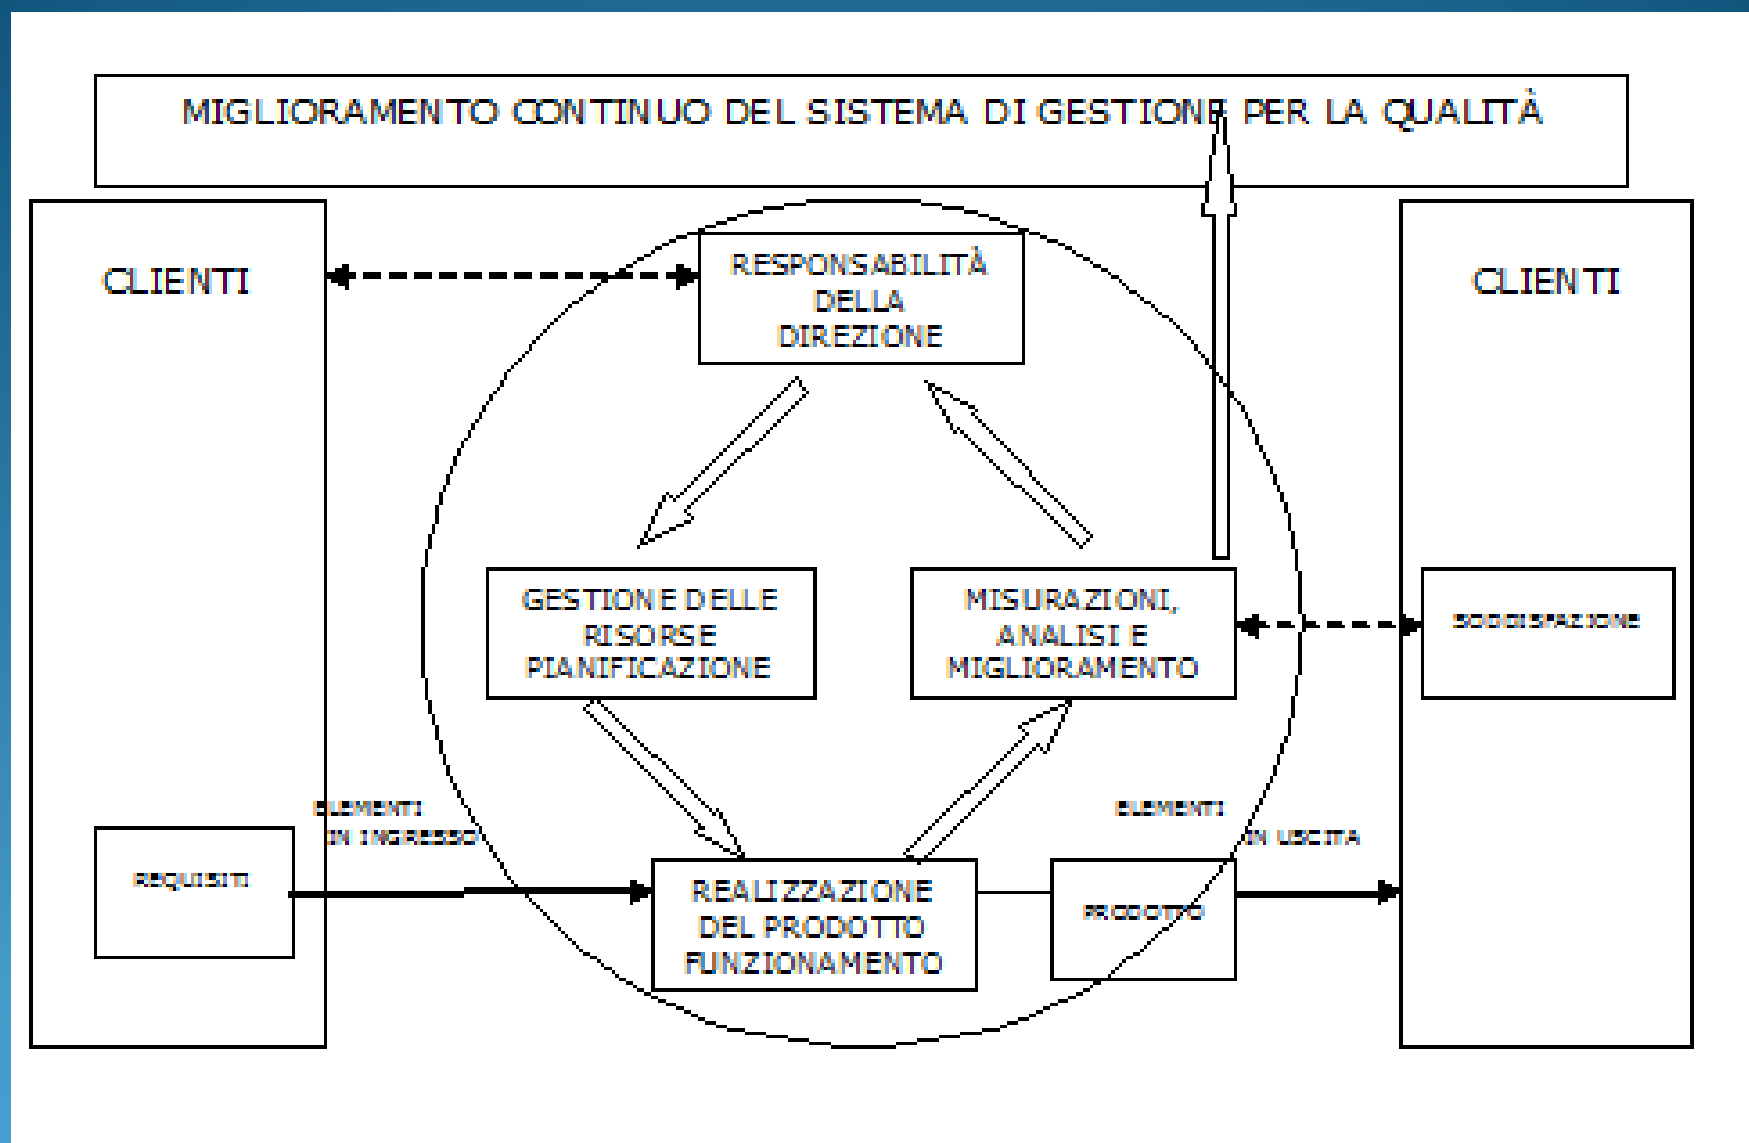 MIGLIORAMENTO CONTINUO DEL SISTEMA DI GESTIONE PER LA QUALITÀ
CLIENTI
RESPONSABILITÀ
DELLA
DIREZIONE
CLIENTI
GESTIONE DELLE
RISORSE
PIANIFICAZIONE
MISURAZIONI,
ANALISI E
MIGLIORAMENTO
SODDISFAZIONE
ELEMENTI
IN INGRESSO
ELEMENTI
IN USCITA
REQUISITI
REALIZZAZIONE
DEL PRODOTTO
FUNZIONAMENTO
PRODOTTO